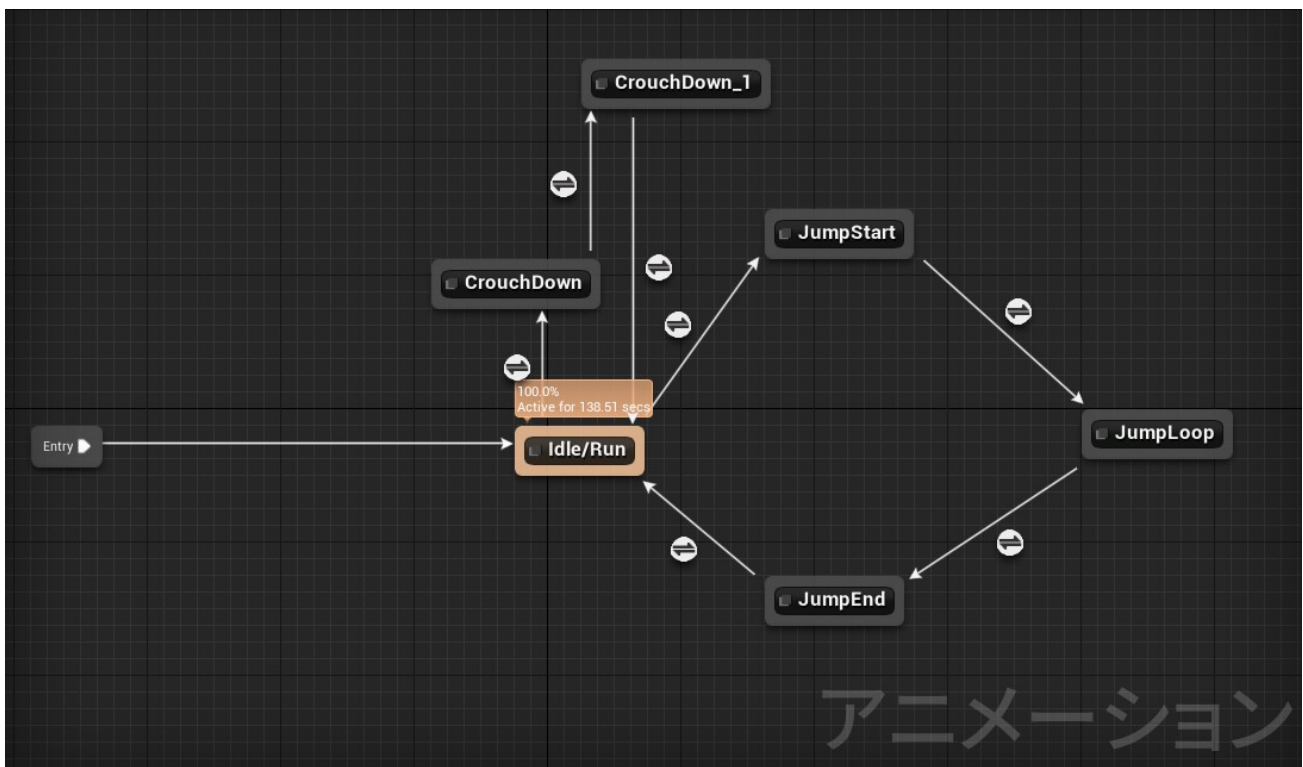 CrouchDown_1
JumpStart
CrouchDown
100.0%
Active for 138.51 secs
Entry
Idle/Run
JumpLoop
JumpEnd
アニメーション